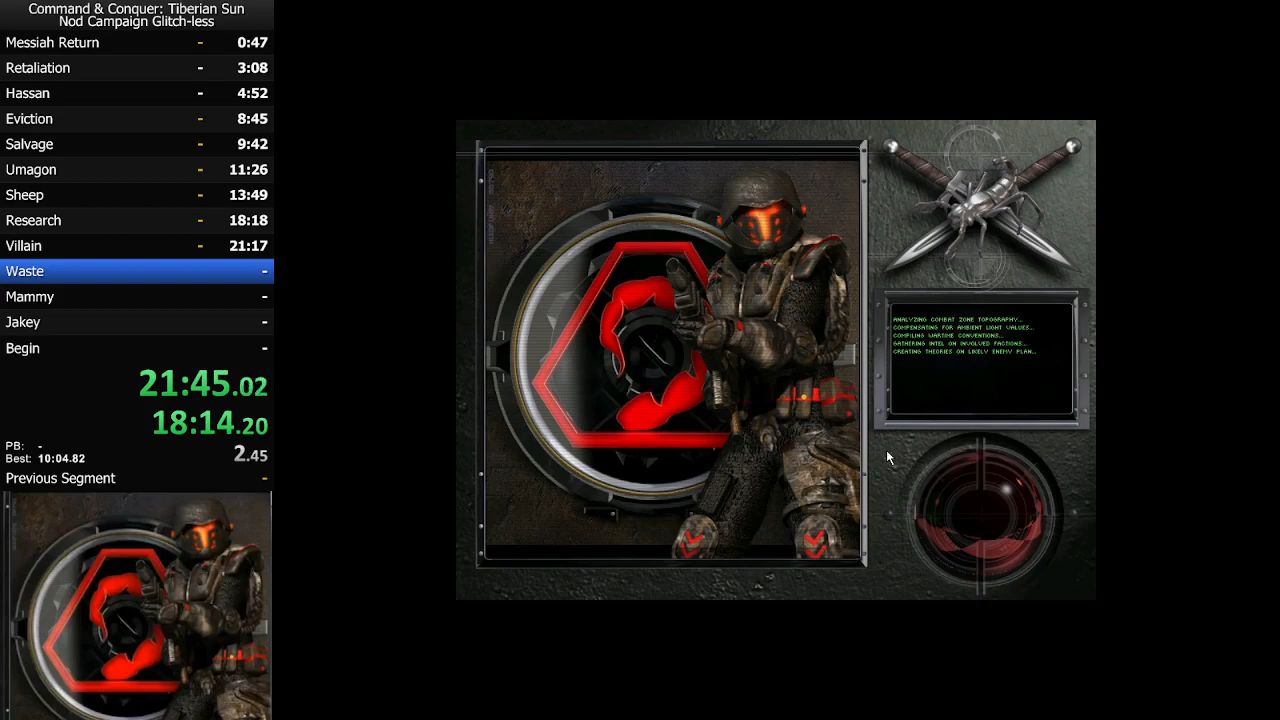 Command & Conquer: Tiberian Sun
Nod Campaign Glitch-less
Messiah Return - 0:47
Retaliation - 3:08
Hassan - 4:52
Eviction - 8:45
Salvage - 9:42
Umagon - 11:26
Sheep - 13:49
Research - 18:18
Villain - 21:17
Waste -
Mammy -
Jakey -
Begin -
21:45.02
18:14.20
PB: -
Best: 10:04.82
2.45
Previous Segment -
ANALYZING COMBAT ZONE TOPOGRAPHY...
COMPENSATING FOR AMBIENT LIGHT VALUES...
COMPILING WARTIME CONVENTIONS...
GATHERING INTEL ON INVOLVED FACTIONS...
CREATING THEORIES ON LIKELY ENEMY PLAN...